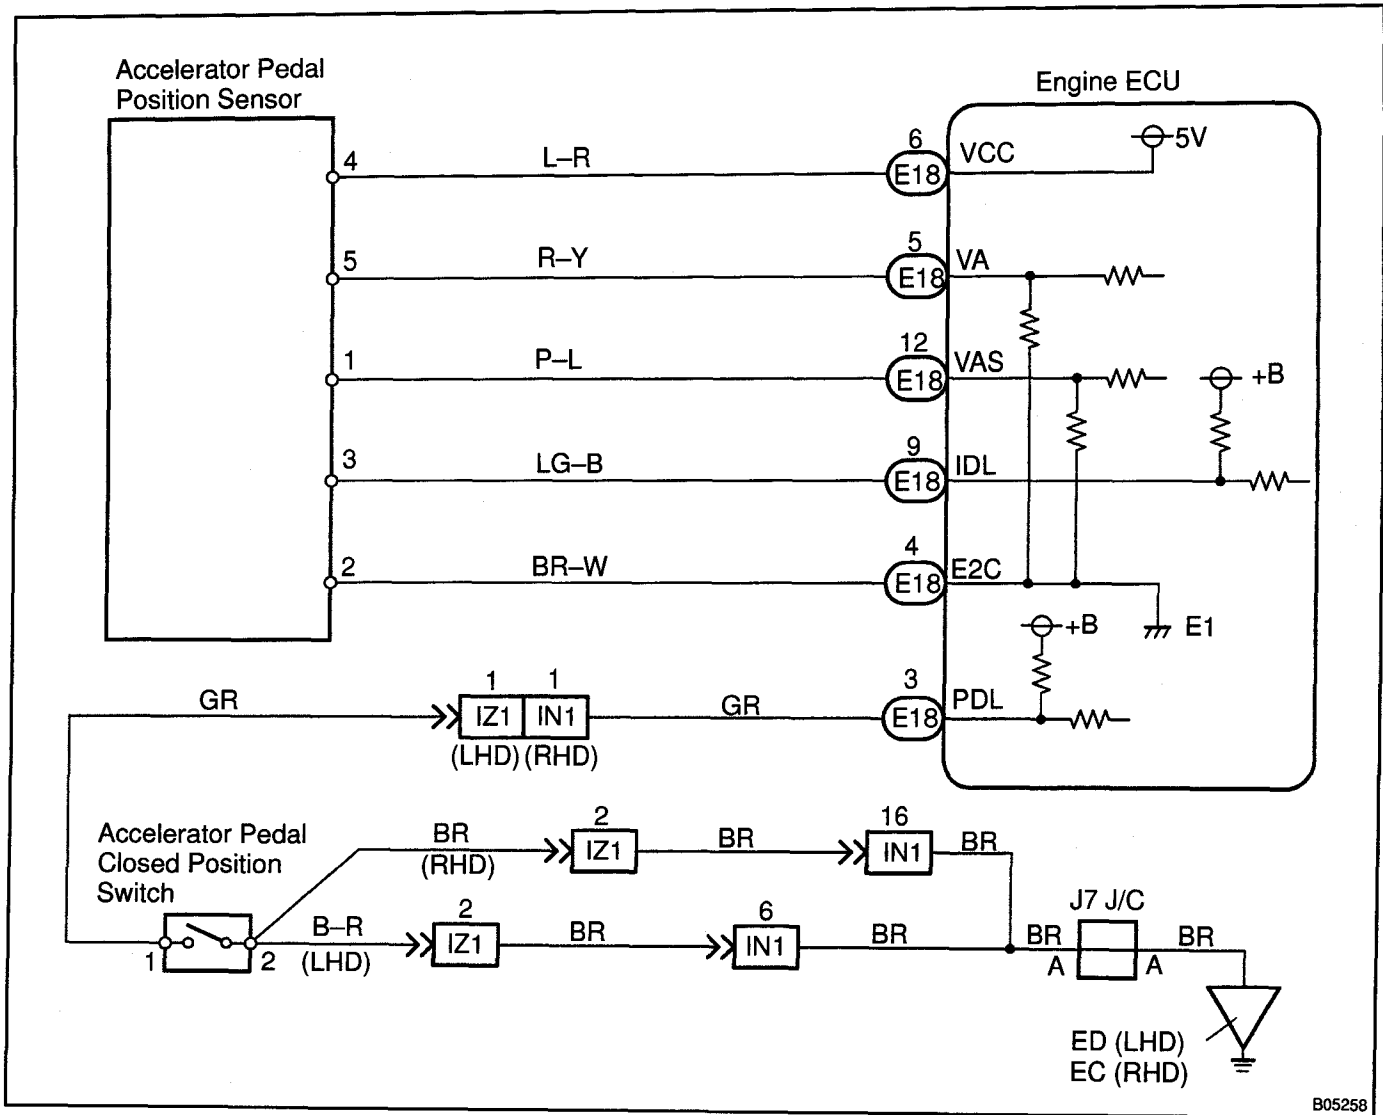 Accelerator Pedal
Position Sensor
Engine ECU
4
L–R
6
E18
VCC
5V
5
R–Y
5
E18
VA
1
P–L
12
E18
VAS
+B
3
LG–B
9
E18
IDL
2
BR–W
4
E18
E2C
+B
E1
GR
1 1
IZ1 IN1
(LHD) (RHD)
GR
3
E18
PDL
Accelerator Pedal
Closed Position
Switch
BR
(RHD)
2
IZ1
BR
16
IN1
BR
1
2
B–R
(LHD)
2
IZ1
BR
6
IN1
BR
J7 J/C
BR
A
A
BR
ED (LHD)
EC (RHD)
B05258